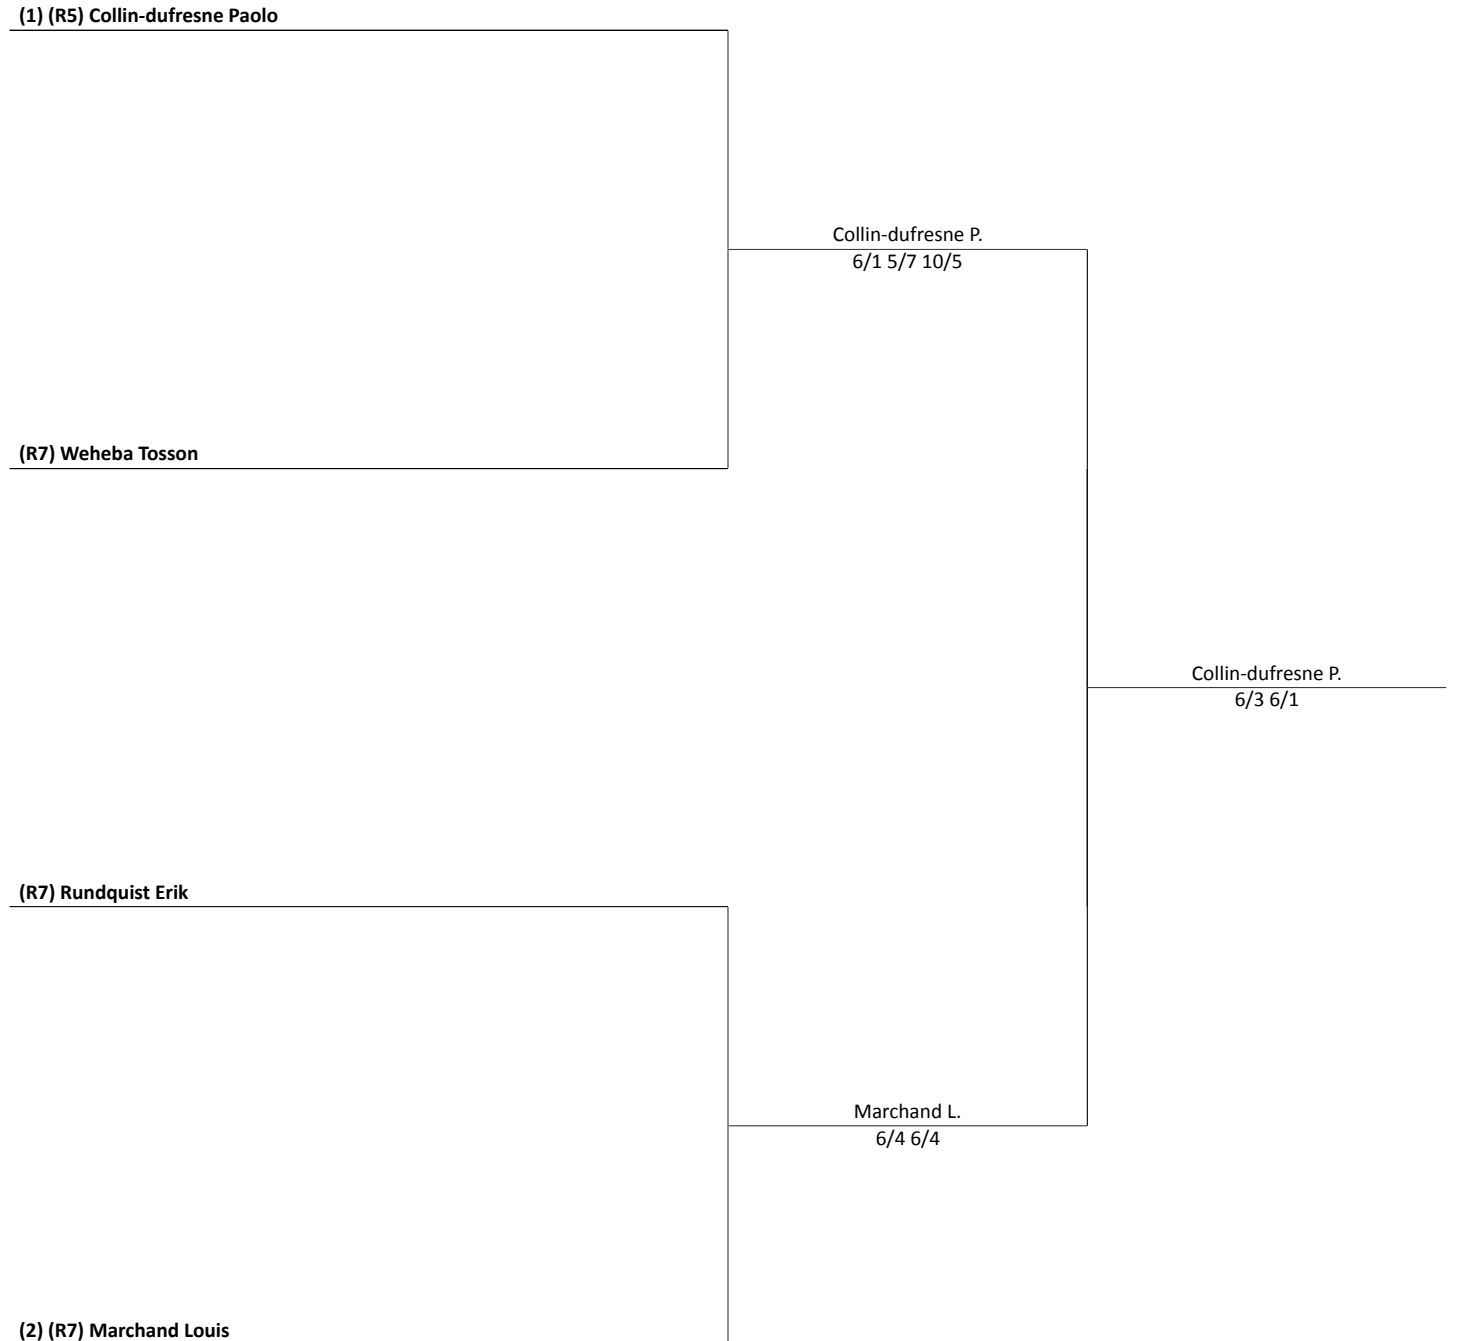 (1) (R5) Collin-dufresne Paolo
Collin-dufresne P.
6/1 5/7 10/5
(R7) Weheba Tosson
Collin-dufresne P.
6/3 6/1
(R7) Rundquist Erik
Marchand L.
6/4 6/4
(2) (R7) Marchand Louis